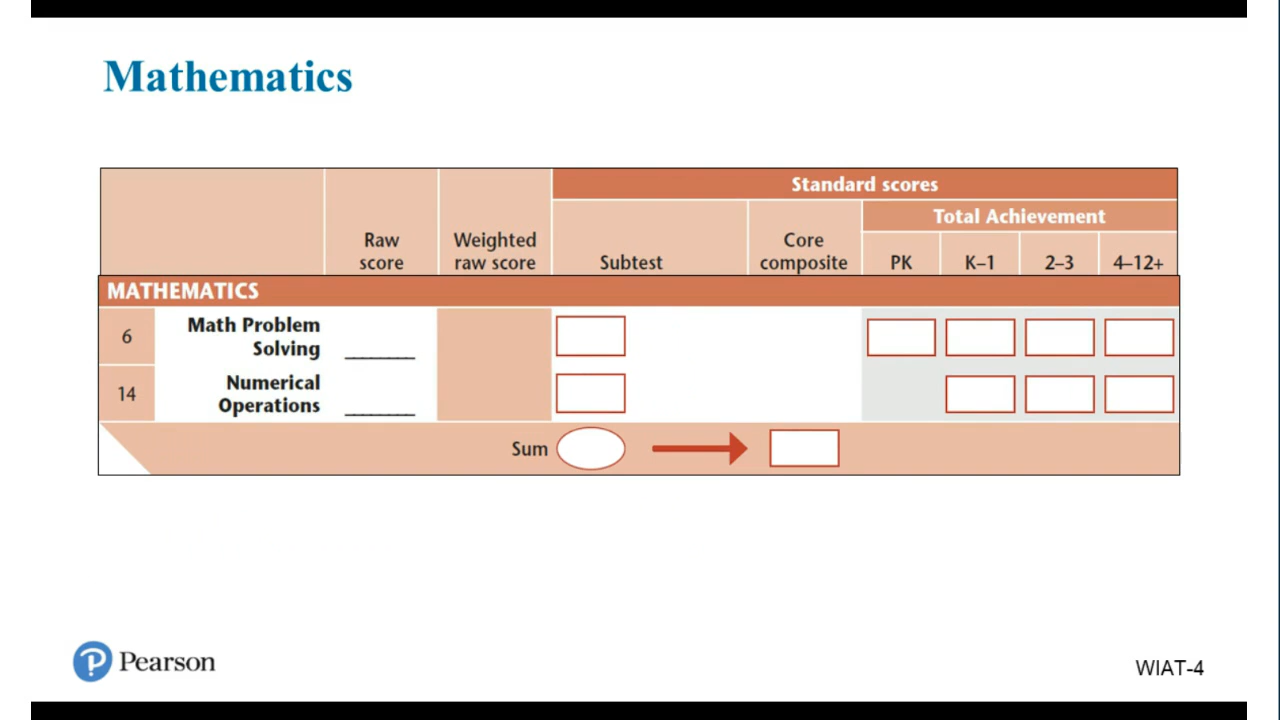 Mathematics
Standard scores
Total Achievement
Raw score
Weighted raw score
Subtest
Core composite
PK
K–1
2–3
4–12+
MATHEMATICS
6
Math Problem Solving
14
Numerical Operations
Sum
Pearson
WIAT-4